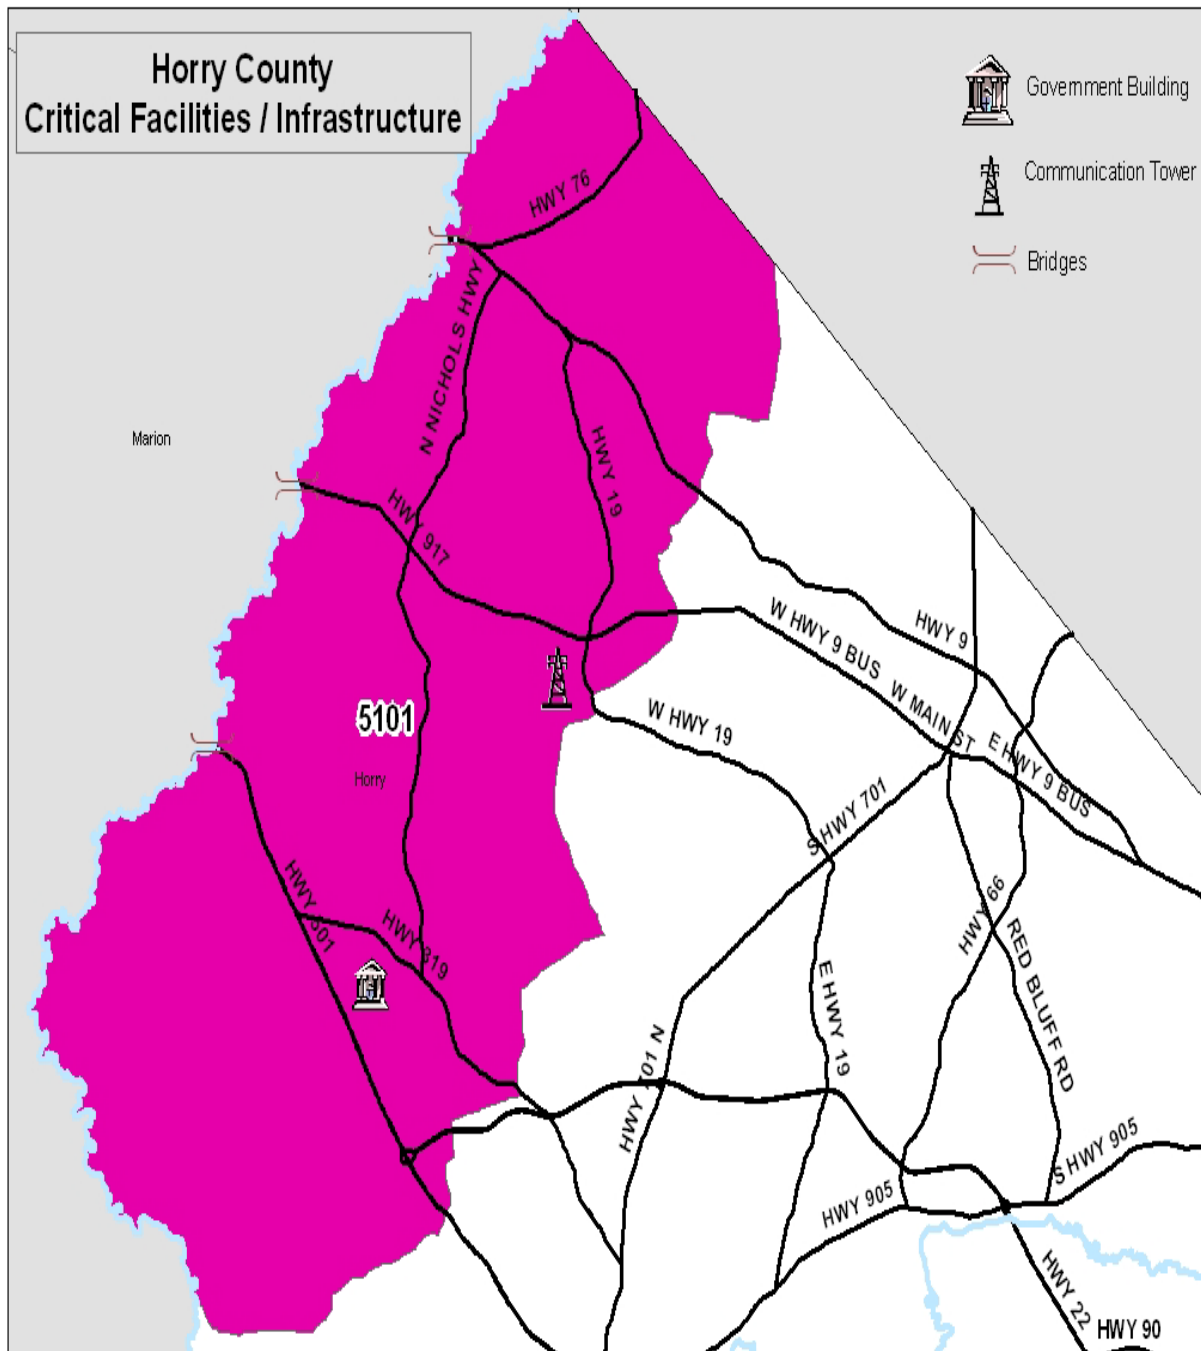 Horry County
Critical Facilities / Infrastructure
Government Building
Communication Tower
Bridges
HWY 76
N NICHOLS HWY
Marion
HWY 19
HWY 917
W HWY 9 BUS
HWY 9
W MAIN ST
E HWY 9 BUS
W HWY 19
5101
Horry
S HWY 701
HWY 501
HWY 319
HWY 66
RED BLUFF RD
E HWY 19
HWY 701 N
S HWY 905
HWY 905
HWY 22
HWY 90